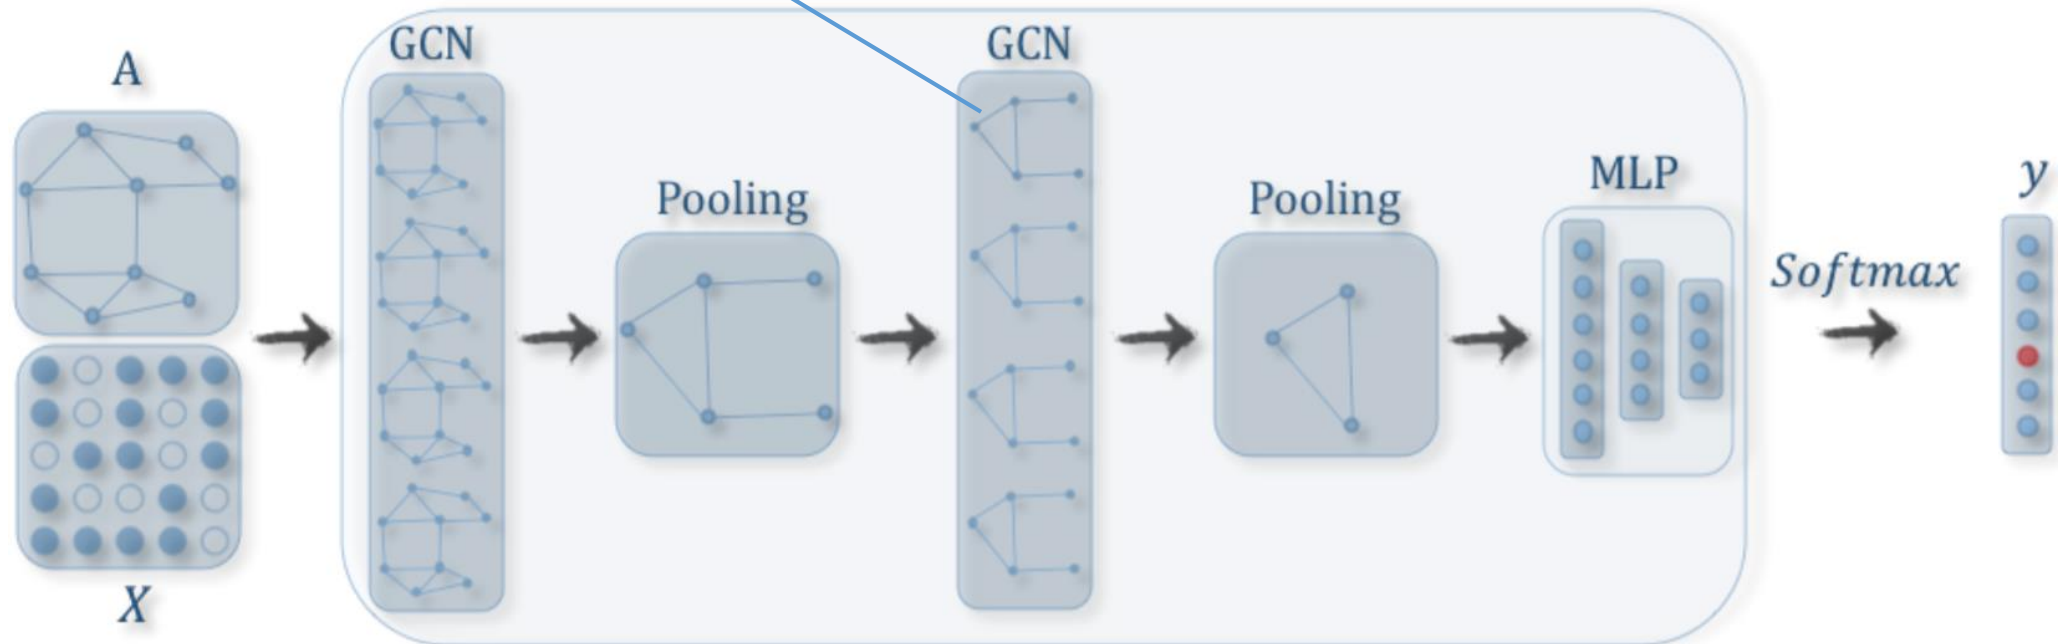 A
X
GCN
Pooling
GCN
Pooling
MLP
Softmax
y